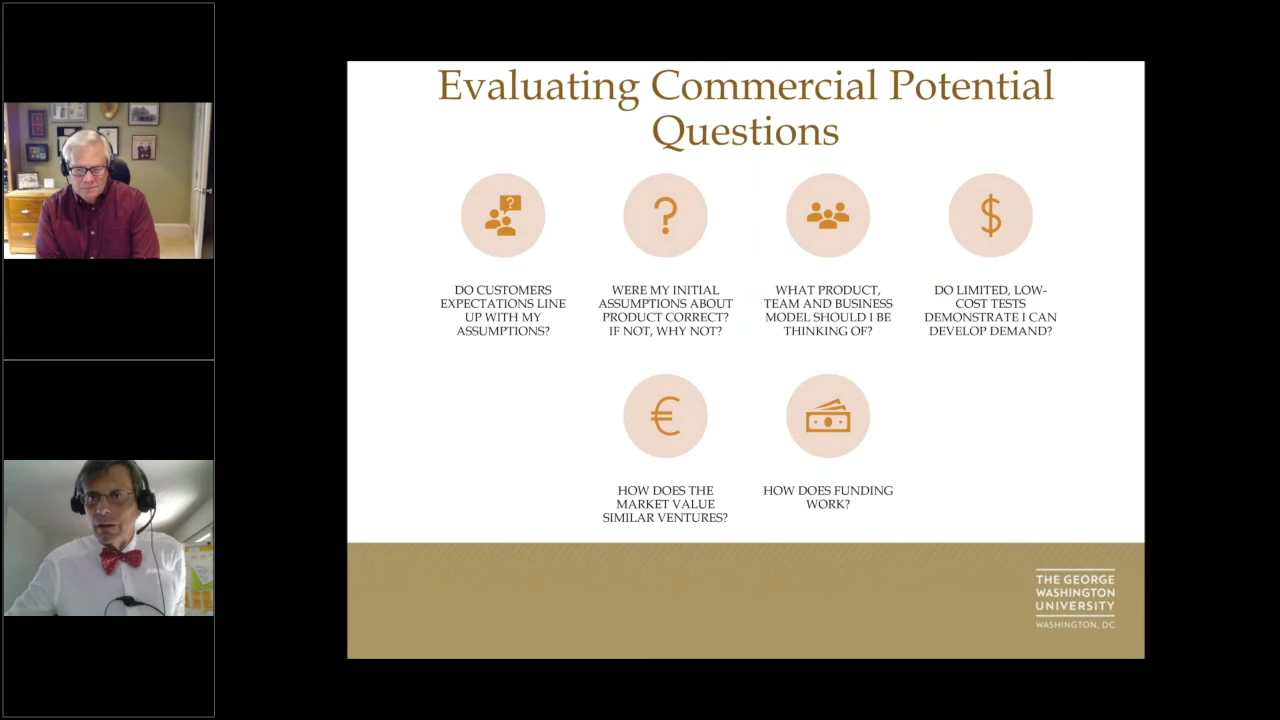 Evaluating Commercial Potential
Questions
DO CUSTOMERS
EXPECTATIONS LINE
UP WITH MY
ASSUMPTIONS?
WERE MY INITIAL
ASSUMPTIONS ABOUT
PRODUCT CORRECT?
IF NOT, WHY NOT?
WHAT PRODUCT,
TEAM AND BUSINESS
MODEL SHOULD I BE
THINKING OF?
DO LIMITED, LOW-
COST TESTS
DEMONSTRATE I CAN
DEVELOP DEMAND?
HOW DOES THE
MARKET VALUE
SIMILAR VENTURES?
HOW DOES FUNDING
WORK?
THE GEORGE
WASHINGTON
UNIVERSITY
WASHINGTON, DC